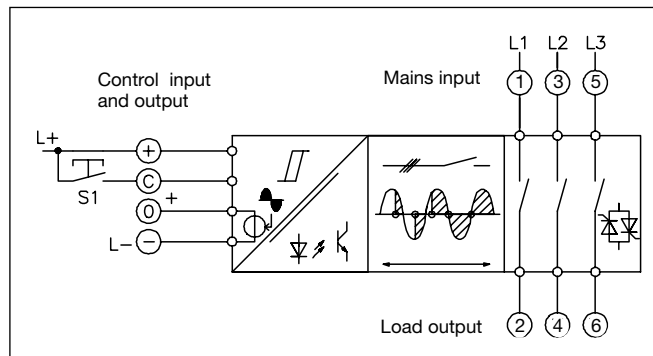 L1 L2 L3
Control input
and output
Mains input
1 3 5
L+
+
C
S1
0 +
L− −
Load output
2 4 6